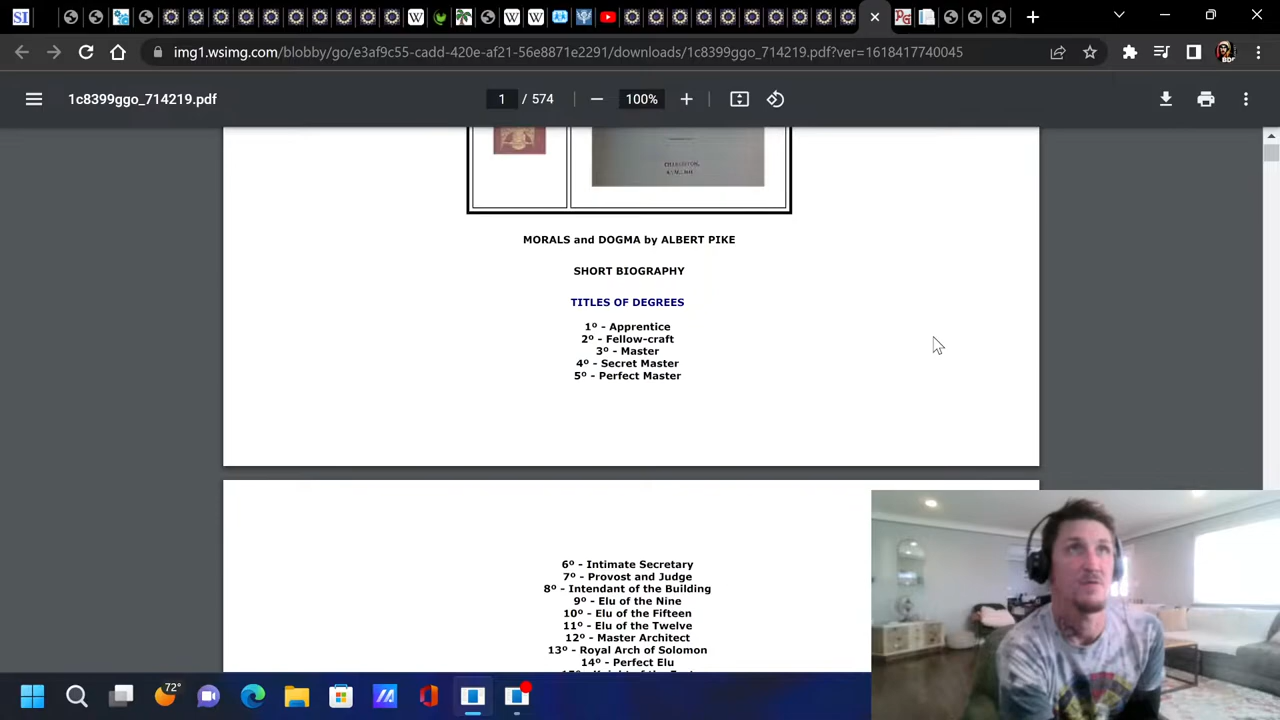 img1.wsimg.com/blobby/go/e3af9c55-cadd-420e-af21-56e8871e2291/downloads/1c8399ggo_714219.pdf?ver=1618417740045
1c8399ggo_714219.pdf
1 / 574
100%
MORALS and DOGMA by ALBERT PIKE
SHORT BIOGRAPHY
TITLES OF DEGREES
1º - Apprentice
2º - Fellow-craft
3º - Master
4º - Secret Master
5º - Perfect Master
6º - Intimate Secretary
7º - Provost and Judge
8º - Intendant of the Building
9º - Elu of the Nine
10º - Elu of the Fifteen
11º - Elu of the Twelve
12º - Master Architect
13º - Royal Arch of Solomon
14º - Perfect Elu
72°